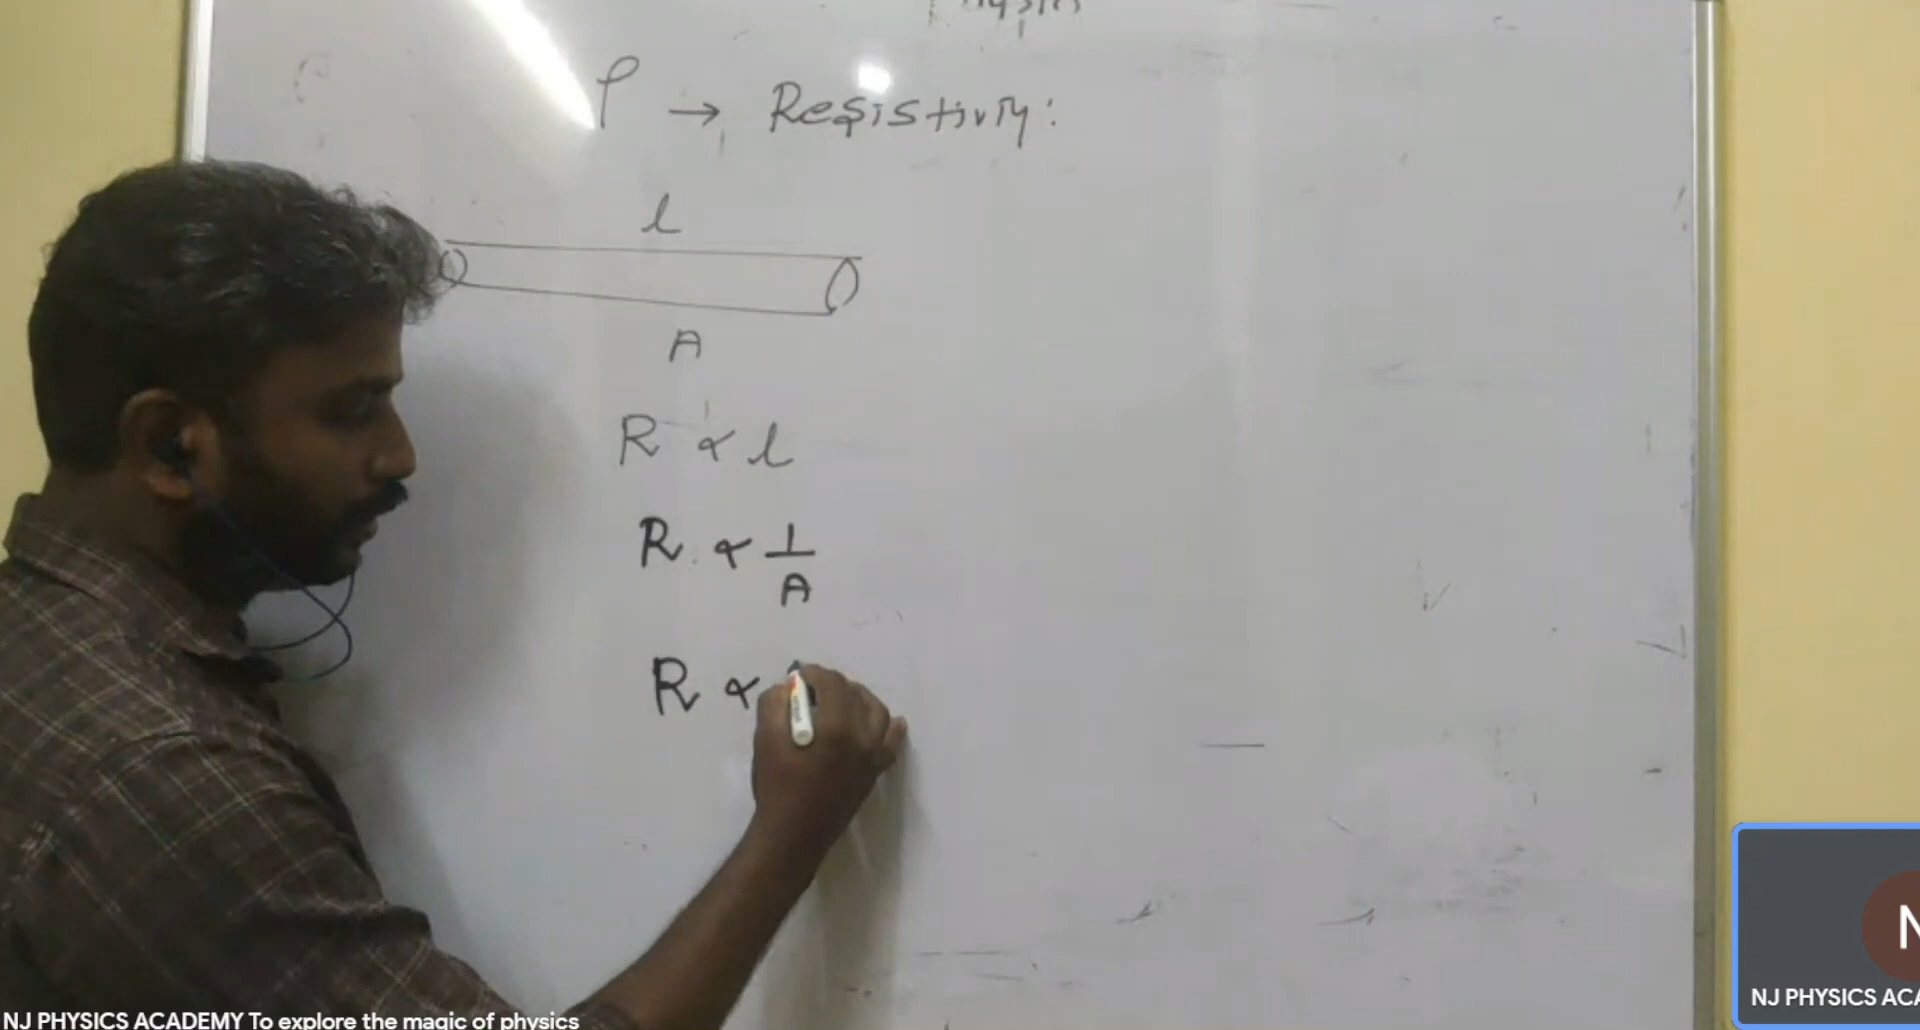 ρ → Resistivity:
l
A
R ∝ l
R ∝ 1/A
R ∝
NJ PHYSICS ACADEMY To explore the magic of physics
N
NJ PHYSICS ACA